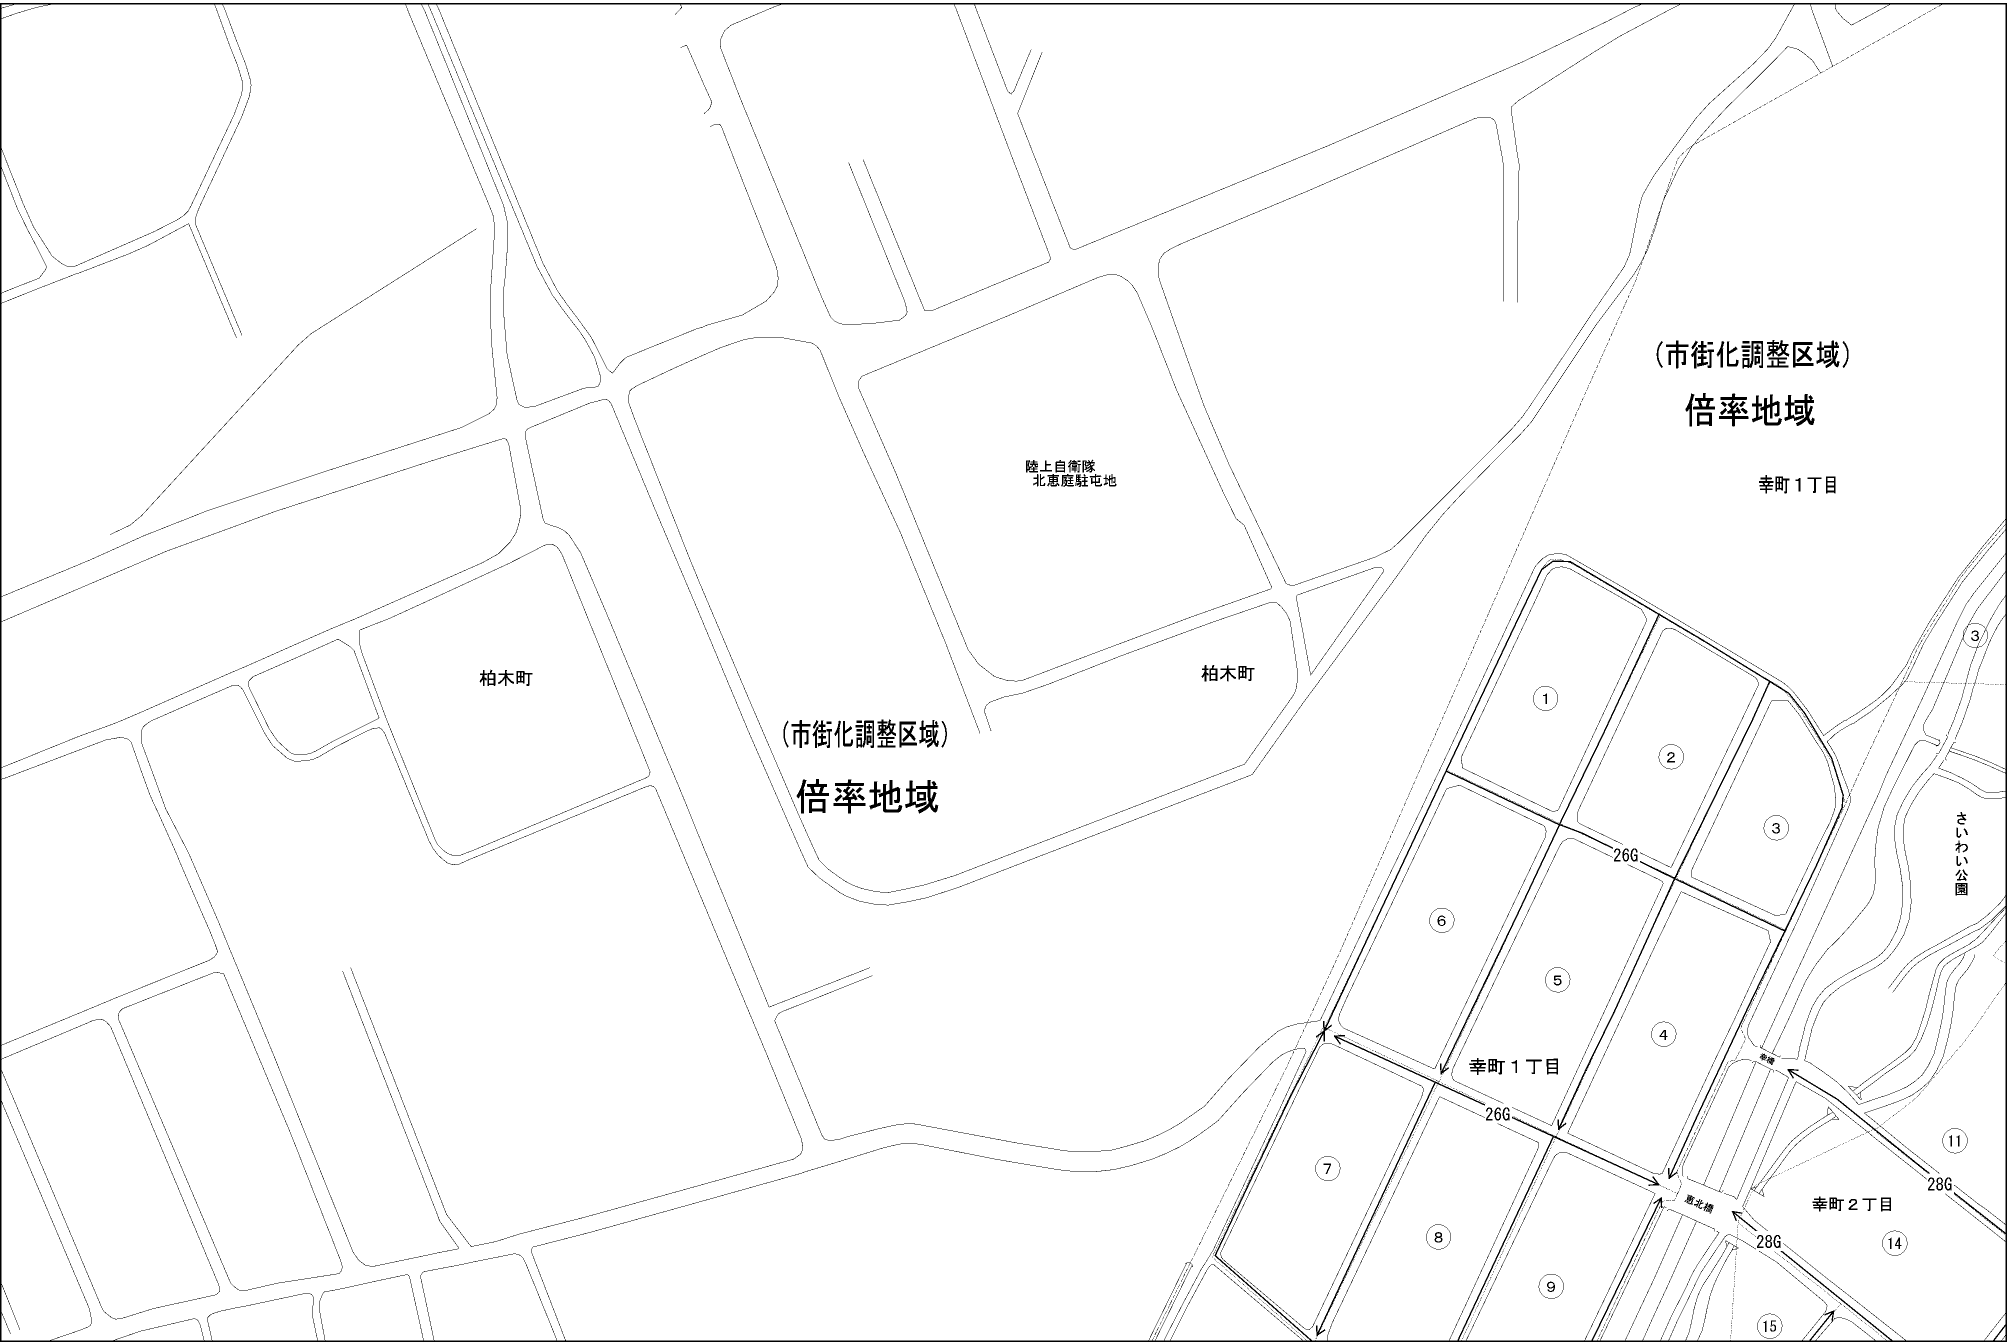 （市街化調整区域）
倍率地域
幸町１丁目
陸上自衛隊
北恵庭駐屯地
柏木町
柏木町
（市街化調整区域）
倍率地域
③
①
②
③
26G
さいわい公園
⑥
⑤
④
幸町１丁目
幸橋
26G
⑪
⑦
28G
恵北橋
幸町２丁目
⑧
28G
⑭
⑨
⑮